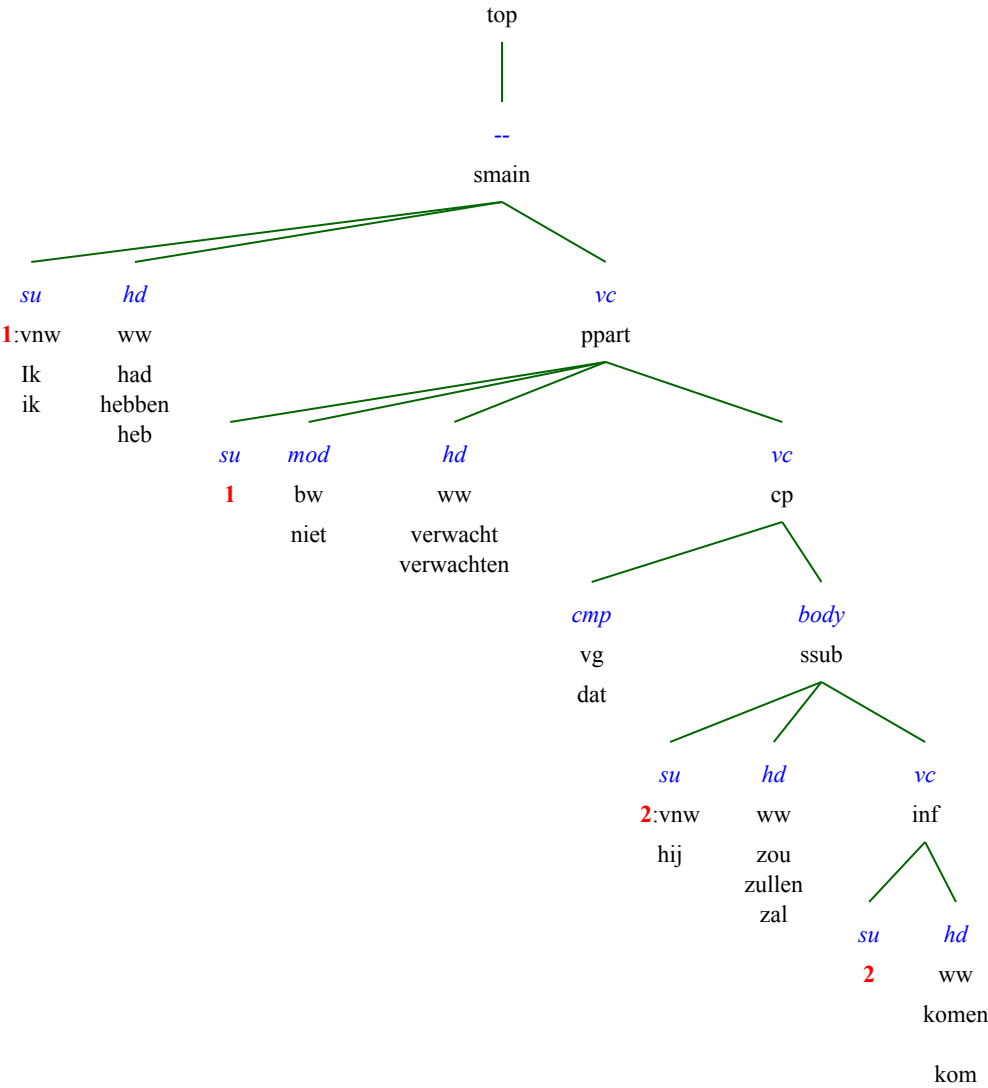 top
--
smain
su hd vc
1:vnw ww ppart
Ik had
ik hebben
heb
su mod hd vc
1 bw ww cp
niet verwacht
verwachten
cmp body
vg ssub
dat
su hd vc
2:vnw ww inf
hij zou
zullen
zal
su hd
2 ww
komen
kom